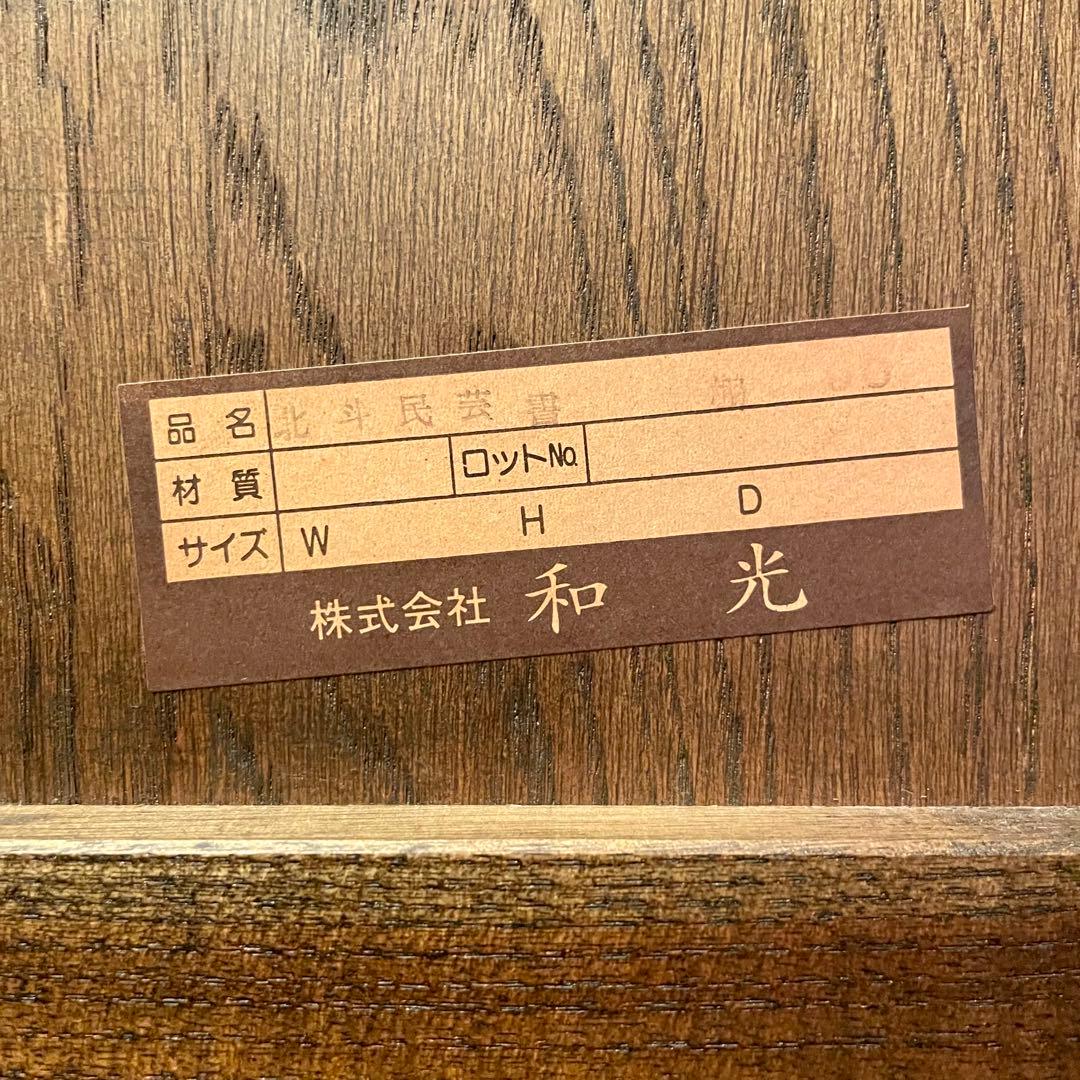 品名 北斗民芸書棚
材質 ロットNo.
サイズ W H D
株式会社 和光